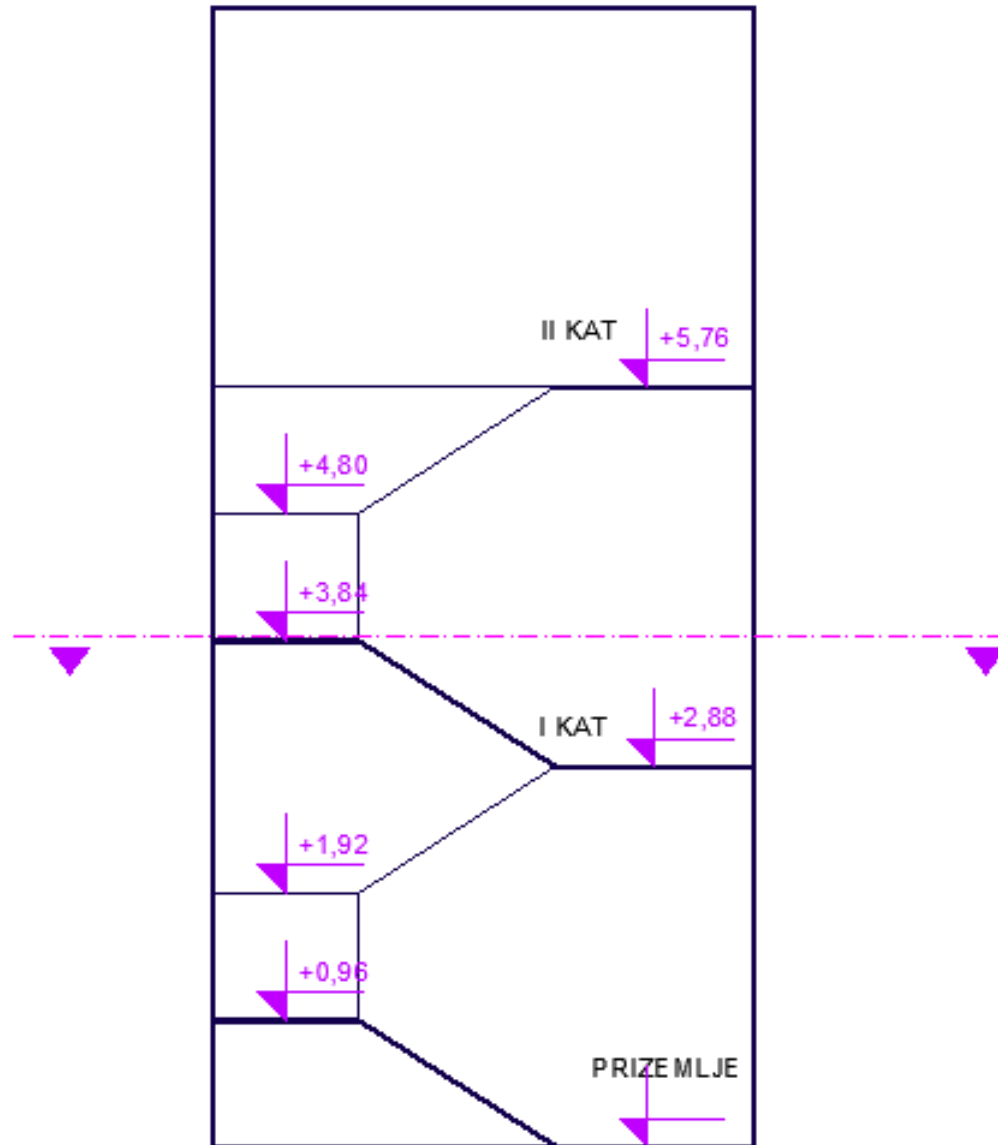 II KAT
+5,76
+4,80
+3,84
I KAT
+2,88
+1,92
+0,96
PRIZEMLJE